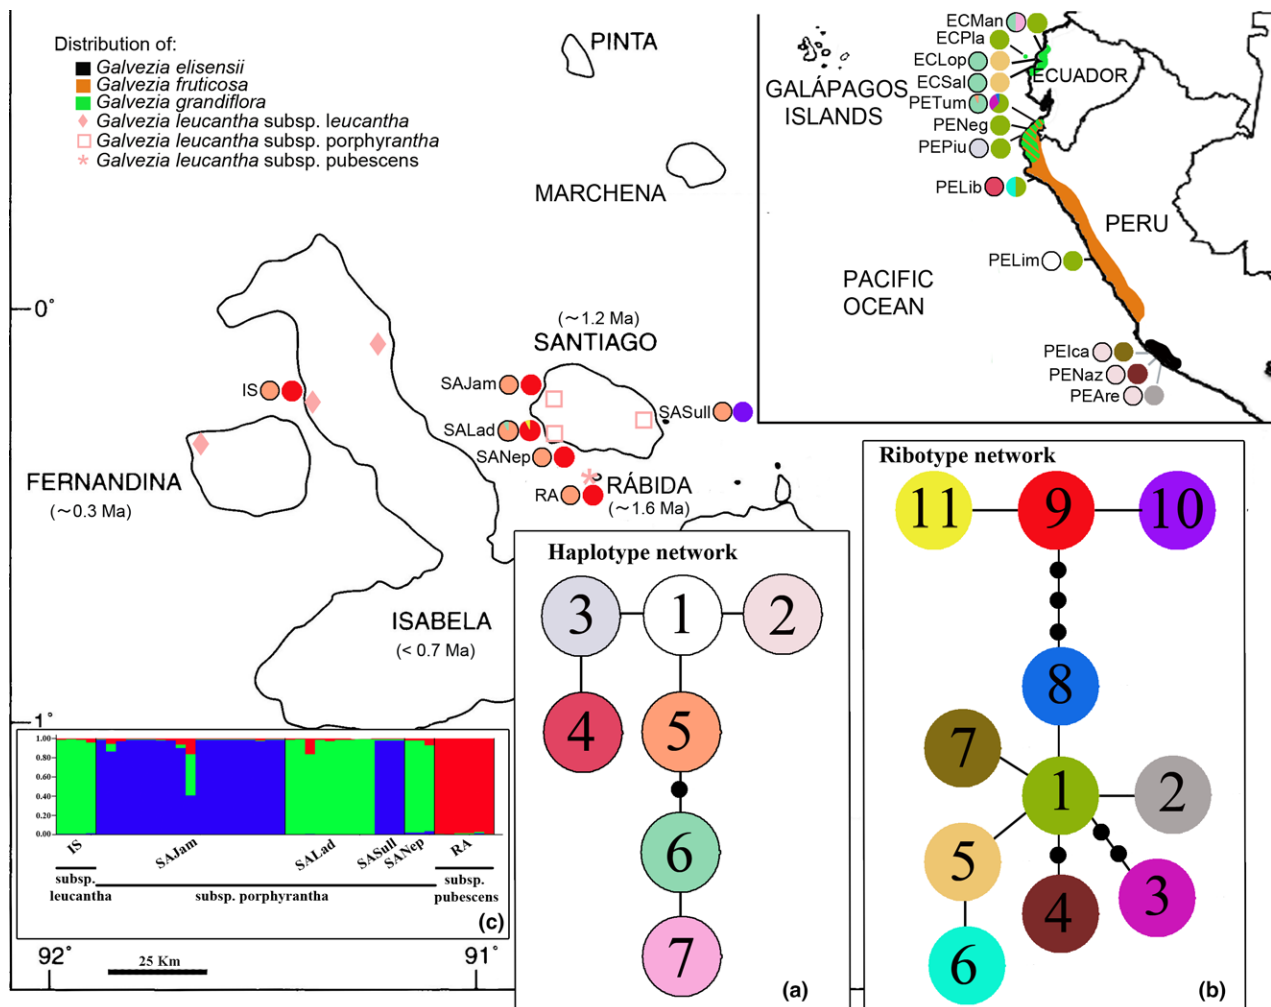 Distribution of:
Galvezia elisensii
Galvezia fruticosa
Galvezia grandiflora
Galvezia leucantha subsp. leucantha
Galvezia leucantha subsp. porphyrantha
Galvezia leucantha subsp. pubescens
PINTA
MARCHENA
0°
(~1.2 Ma)
SANTIAGO
IS
SAJam
SALad
SASull
SANep
RA
RÁBIDA
(~1.6 Ma)
FERNANDINA
(~0.3 Ma)
ISABELA
(< 0.7 Ma)
1°
92°
91°
25 Km
GALÁPAGOS
ISLANDS
ECMan
ECPla
ECLop
ECSal
PETum
PENeg
PEPiu
PELib
PELim
PEIca
PENaz
PEAre
ECUADOR
PERU
PACIFIC
OCEAN
Haplotype network
3
1
2
4
5
6
7
(a)
Ribotype network
11
9
10
8
7
1
2
5
4
3
6
(b)
1.00
0.80
0.60
0.40
0.20
0.00
IS
SAJam
SALad
SASull
SANep
RA
subsp.
leucantha
subsp. porphyrantha
subsp.
pubescens
(c)